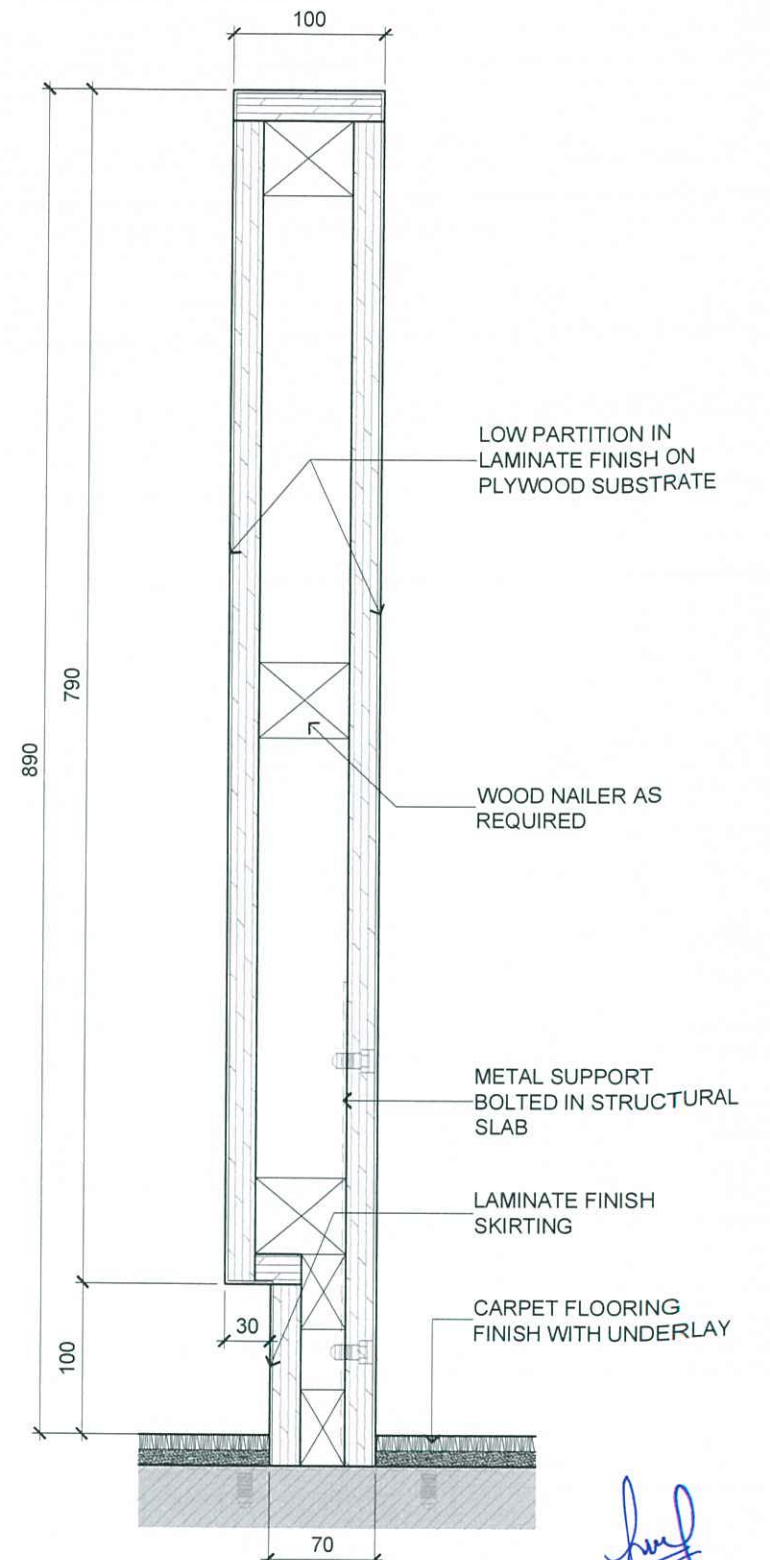 100
890
790
LOW PARTITION IN
LAMINATE FINISH ON
PLYWOOD SUBSTRATE
WOOD NAILER AS
REQUIRED
METAL SUPPORT
BOLTED IN STRUCTURAL
SLAB
LAMINATE FINISH
SKIRTING
30
100
CARPET FLOORING
FINISH WITH UNDERLAY
70